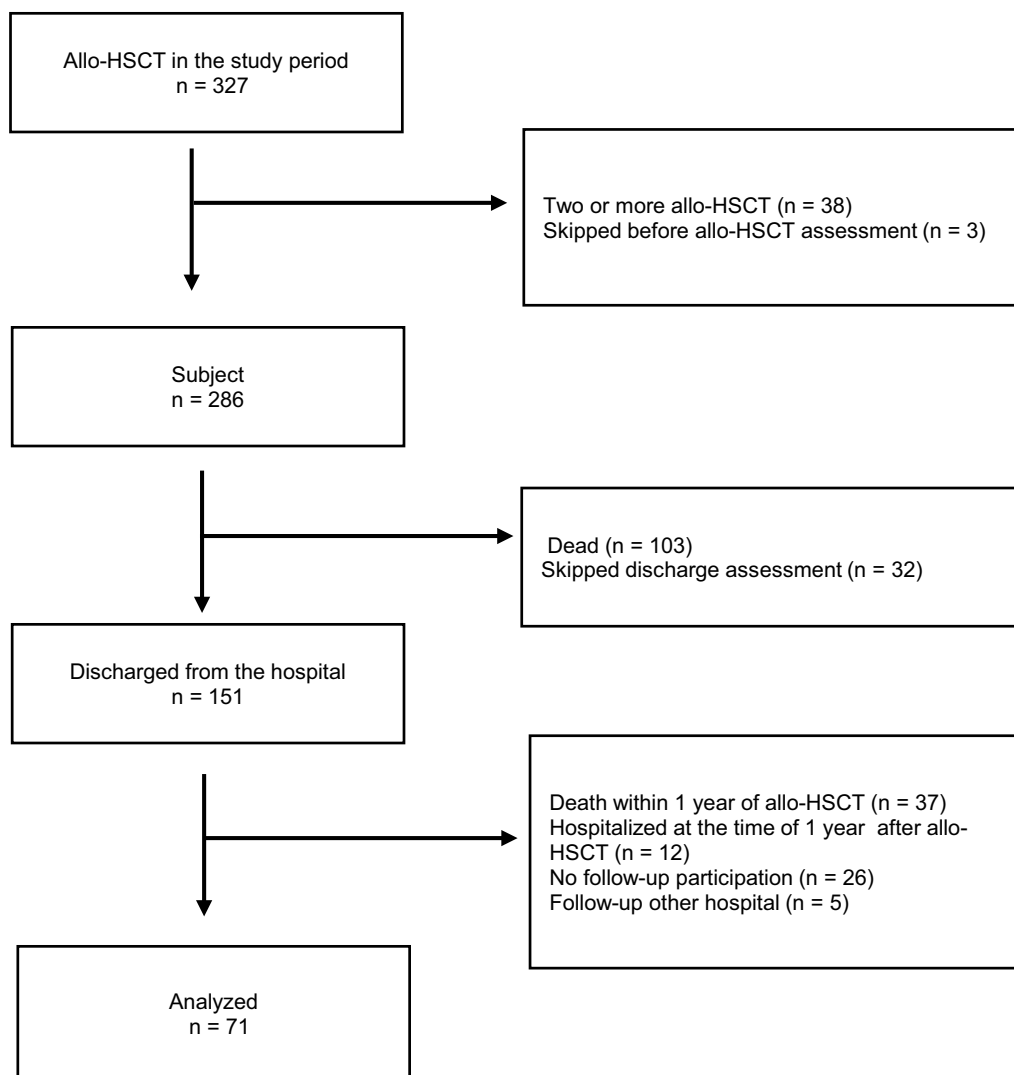 Allo-HSCT in the study period
n = 327
Two or more allo-HSCT (n = 38)
Skipped before allo-HSCT assessment (n = 3)
Subject
n = 286
Dead (n = 103)
Skipped discharge assessment (n = 32)
Discharged from the hospital
n = 151
Death within 1 year of allo-HSCT (n = 37)
Hospitalized at the time of 1 year after allo-
HSCT (n = 12)
No follow-up participation (n = 26)
Follow-up other hospital (n = 5)
Analyzed
n = 71